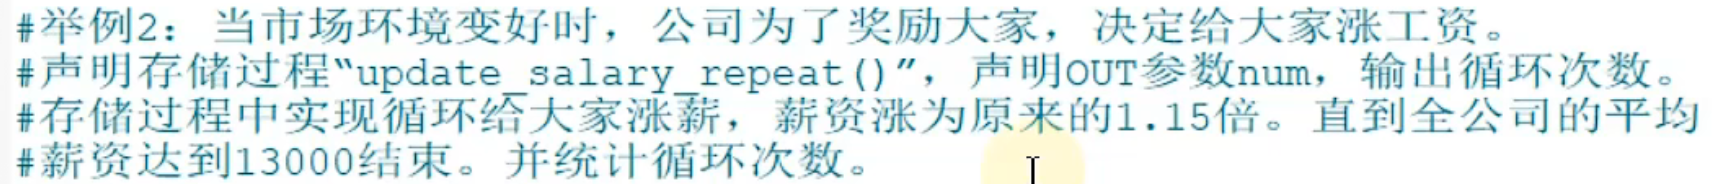 #举例2：当市场环境变好时，公司为了奖励大家，决定给大家涨工资。
#声明存储过程“update_salary_repeat()”，声明OUT参数num，输出循环次数。
#存储过程中实现循环给大家涨薪，薪资涨为原来的1.15倍。直到全公司的平均
#薪资达到13000结束。并统计循环次数。